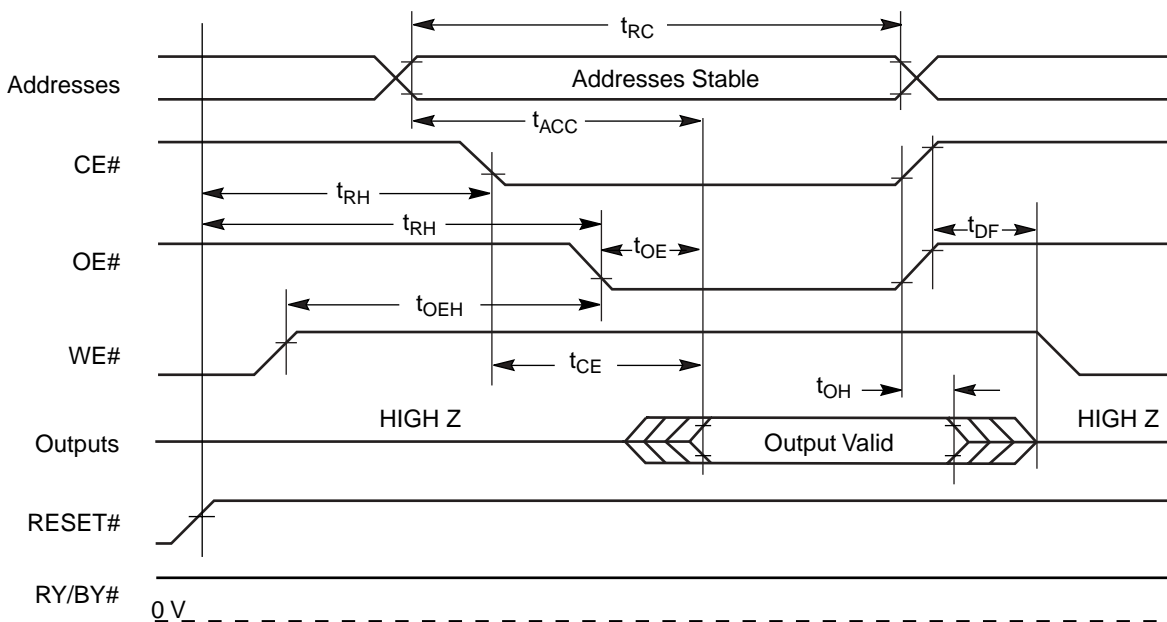 tRC
Addresses
Addresses Stable
tACC
CE#
tRH
tRH
OE#
tOE
tDF
tOEH
WE#
tCE
tOH
HIGH Z
HIGH Z
Outputs
Output Valid
RESET#
RY/BY#
0 V